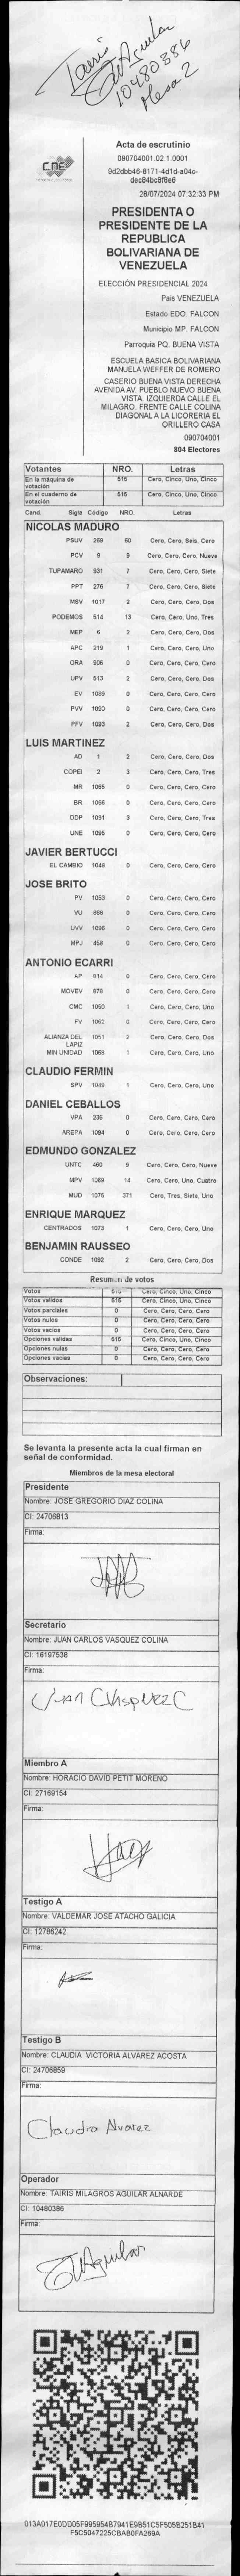 Tairis
Aguilar
10480386
Mesa 2
CNE
Acta de escrutinio
090704001.02.1.0001
9d2dbb46-8171-4d1d-a04c-
dec84bc8f8e6
28/07/2024 07:32:33 PM
PRESIDENTA O
PRESIDENTE DE LA
REPUBLICA
BOLIVARIANA DE
VENEZUELA
ELECCIÓN PRESIDENCIAL 2024
Pais VENEZUELA
Estado EDO. FALCON
Municipio MP. FALCON
Parroquia PQ. BUENA VISTA
ESCUELA BASICA BOLIVARIANA
MANUELA WEFFER DE ROMERO
CASERIO BUENA VISTA DERECHA
AVENIDA AV. PUEBLO NUEVO BUENA
VISTA. IZQUIERDA CALLE EL
MILAGRO. FRENTE CALLE COLINA
DIAGONAL A LA LICORERIA EL
ORILLERO CASA
090704001
804 Electores
Votantes NRO. Letras
En la máquina de votación 515 Cero, Cinco, Uno, Cinco
En el cuaderno de votación 515 Cero, Cinco, Uno, Cinco
Cand. Sigla Código NRO. Letras
NICOLAS MADURO
PSUV 269 60 Cero, Cero, Seis, Cero
PCV 9 9 Cero, Cero, Cero, Nueve
TUPAMARO 931 7 Cero, Cero, Cero, Siete
PPT 276 7 Cero, Cero, Cero, Siete
MSV 1017 2 Cero, Cero, Cero, Dos
PODEMOS 514 13 Cero, Cero, Uno, Tres
MEP 6 2 Cero, Cero, Cero, Dos
APC 219 1 Cero, Cero, Cero, Uno
ORA 906 0 Cero, Cero, Cero, Cero
UPV 513 2 Cero, Cero, Cero, Dos
EV 1089 0 Cero, Cero, Cero, Cero
PVV 1090 0 Cero, Cero, Cero, Cero
PFV 1093 2 Cero, Cero, Cero, Dos
LUIS MARTINEZ
AD 1 2 Cero, Cero, Cero, Dos
COPEI 2 3 Cero, Cero, Cero, Tres
MR 1065 0 Cero, Cero, Cero, Cero
BR 1066 0 Cero, Cero, Cero, Cero
DDP 1091 3 Cero, Cero, Cero, Tres
UNE 1095 0 Cero, Cero, Cero, Cero
JAVIER BERTUCCI
EL CAMBIO 1048 0 Cero, Cero, Cero, Cero
JOSE BRITO
PV 1053 0 Cero, Cero, Cero, Cero
VU 868 0 Cero, Cero, Cero, Cero
UVV 1096 0 Cero, Cero, Cero, Cero
MPJ 458 0 Cero, Cero, Cero, Cero
ANTONIO ECARRI
AP 814 0 Cero, Cero, Cero, Cero
MOVEV 878 0 Cero, Cero, Cero, Cero
CMC 1050 1 Cero, Cero, Cero, Uno
FV 1062 0 Cero, Cero, Cero, Cero
ALIANZA DEL LAPIZ 1051 2 Cero, Cero, Cero, Dos
MIN UNIDAD 1068 1 Cero, Cero, Cero, Uno
CLAUDIO FERMIN
SPV 1049 1 Cero, Cero, Cero, Uno
DANIEL CEBALLOS
VPA 236 0 Cero, Cero, Cero, Cero
AREPA 1094 0 Cero, Cero, Cero, Cero
EDMUNDO GONZALEZ
UNTC 460 9 Cero, Cero, Cero, Nueve
MPV 1069 14 Cero, Cero, Uno, Cuatro
MUD 1075 371 Cero, Tres, Siete, Uno
ENRIQUE MARQUEZ
CENTRADOS 1073 1 Cero, Cero, Cero, Uno
BENJAMIN RAUSSEO
CONDE 1092 2 Cero, Cero, Cero, Dos
Resumen de votos
Votos 515 Cero, Cinco, Uno, Cinco
Votos validos 515 Cero, Cinco, Uno, Cinco
Votos parciales 0 Cero, Cero, Cero, Cero
Votos nulos 0 Cero, Cero, Cero, Cero
Votos vacios 0 Cero, Cero, Cero, Cero
Opciones validas 515 Cero, Cinco, Uno, Cinco
Opciones nulas 0 Cero, Cero, Cero, Cero
Opciones vacias 0 Cero, Cero, Cero, Cero
Observaciones:
Se levanta la presente acta la cual firman en
señal de conformidad.
Miembros de la mesa electoral
Presidente
Nombre: JOSE GREGORIO DIAZ COLINA
CI: 24706813
Firma:
Secretario
Nombre: JUAN CARLOS VASQUEZ COLINA
CI: 16197538
Firma:
Juan C Vasquez C
Miembro A
Nombre: HORACIO DAVID PETIT MORENO
CI: 27169154
Firma:
Testigo A
Nombre: VALDEMAR JOSE ATACHO GALICIA
CI: 12786242
Firma:
Testigo B
Nombre: CLAUDIA VICTORIA ALVAREZ ACOSTA
CI: 24706859
Firma:
Claudia Alvarez
Operador
Nombre: TAIRIS MILAGROS AGUILAR ALNARDE
CI: 10480386
Firma:
Aguilar
013A017E0DD05F995954B7941E9B51C5F505B251B41
F5C5047225CBAB0FA269A